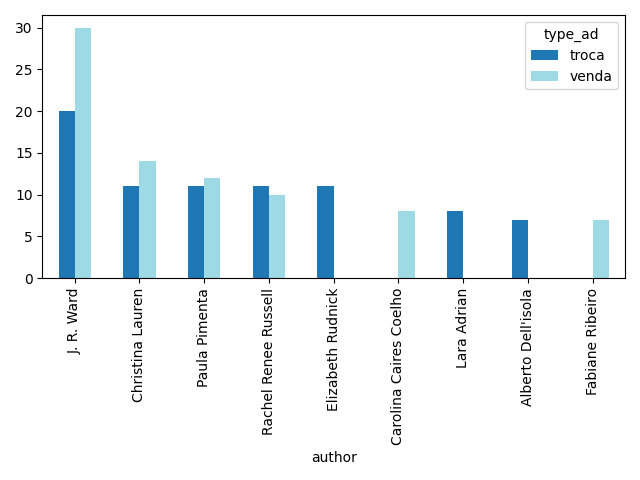 30
25
20
15
10
5
0
type_ad
troca
venda
J. R. Ward
Christina Lauren
Paula Pimenta
Rachel Renee Russell
Elizabeth Rudnick
Carolina Caires Coelho
Lara Adrian
Alberto Dell'isola
Fabiane Ribeiro
author